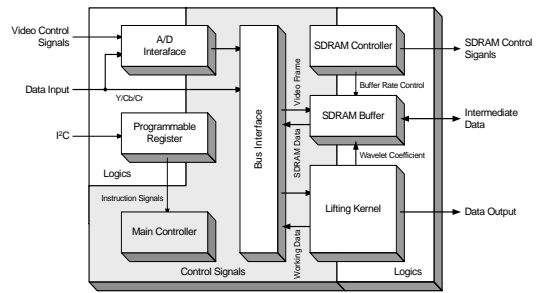 Video Control
Signals
A/D
Interaface
SDRAM Controller
SDRAM Control
Siganls
Data Input
Y/Cb/Cr
Video Frame
Buffer Rate Control
SDRAM Buffer
Intermediate
Data
I²C
Programmable
Register
Bus Interface
SDRAM Data
Wavelet Coefficient
Logics
Instruction Signals
Lifting Kernel
Main Controller
Data Output
Working Data
Control Signals
Logics